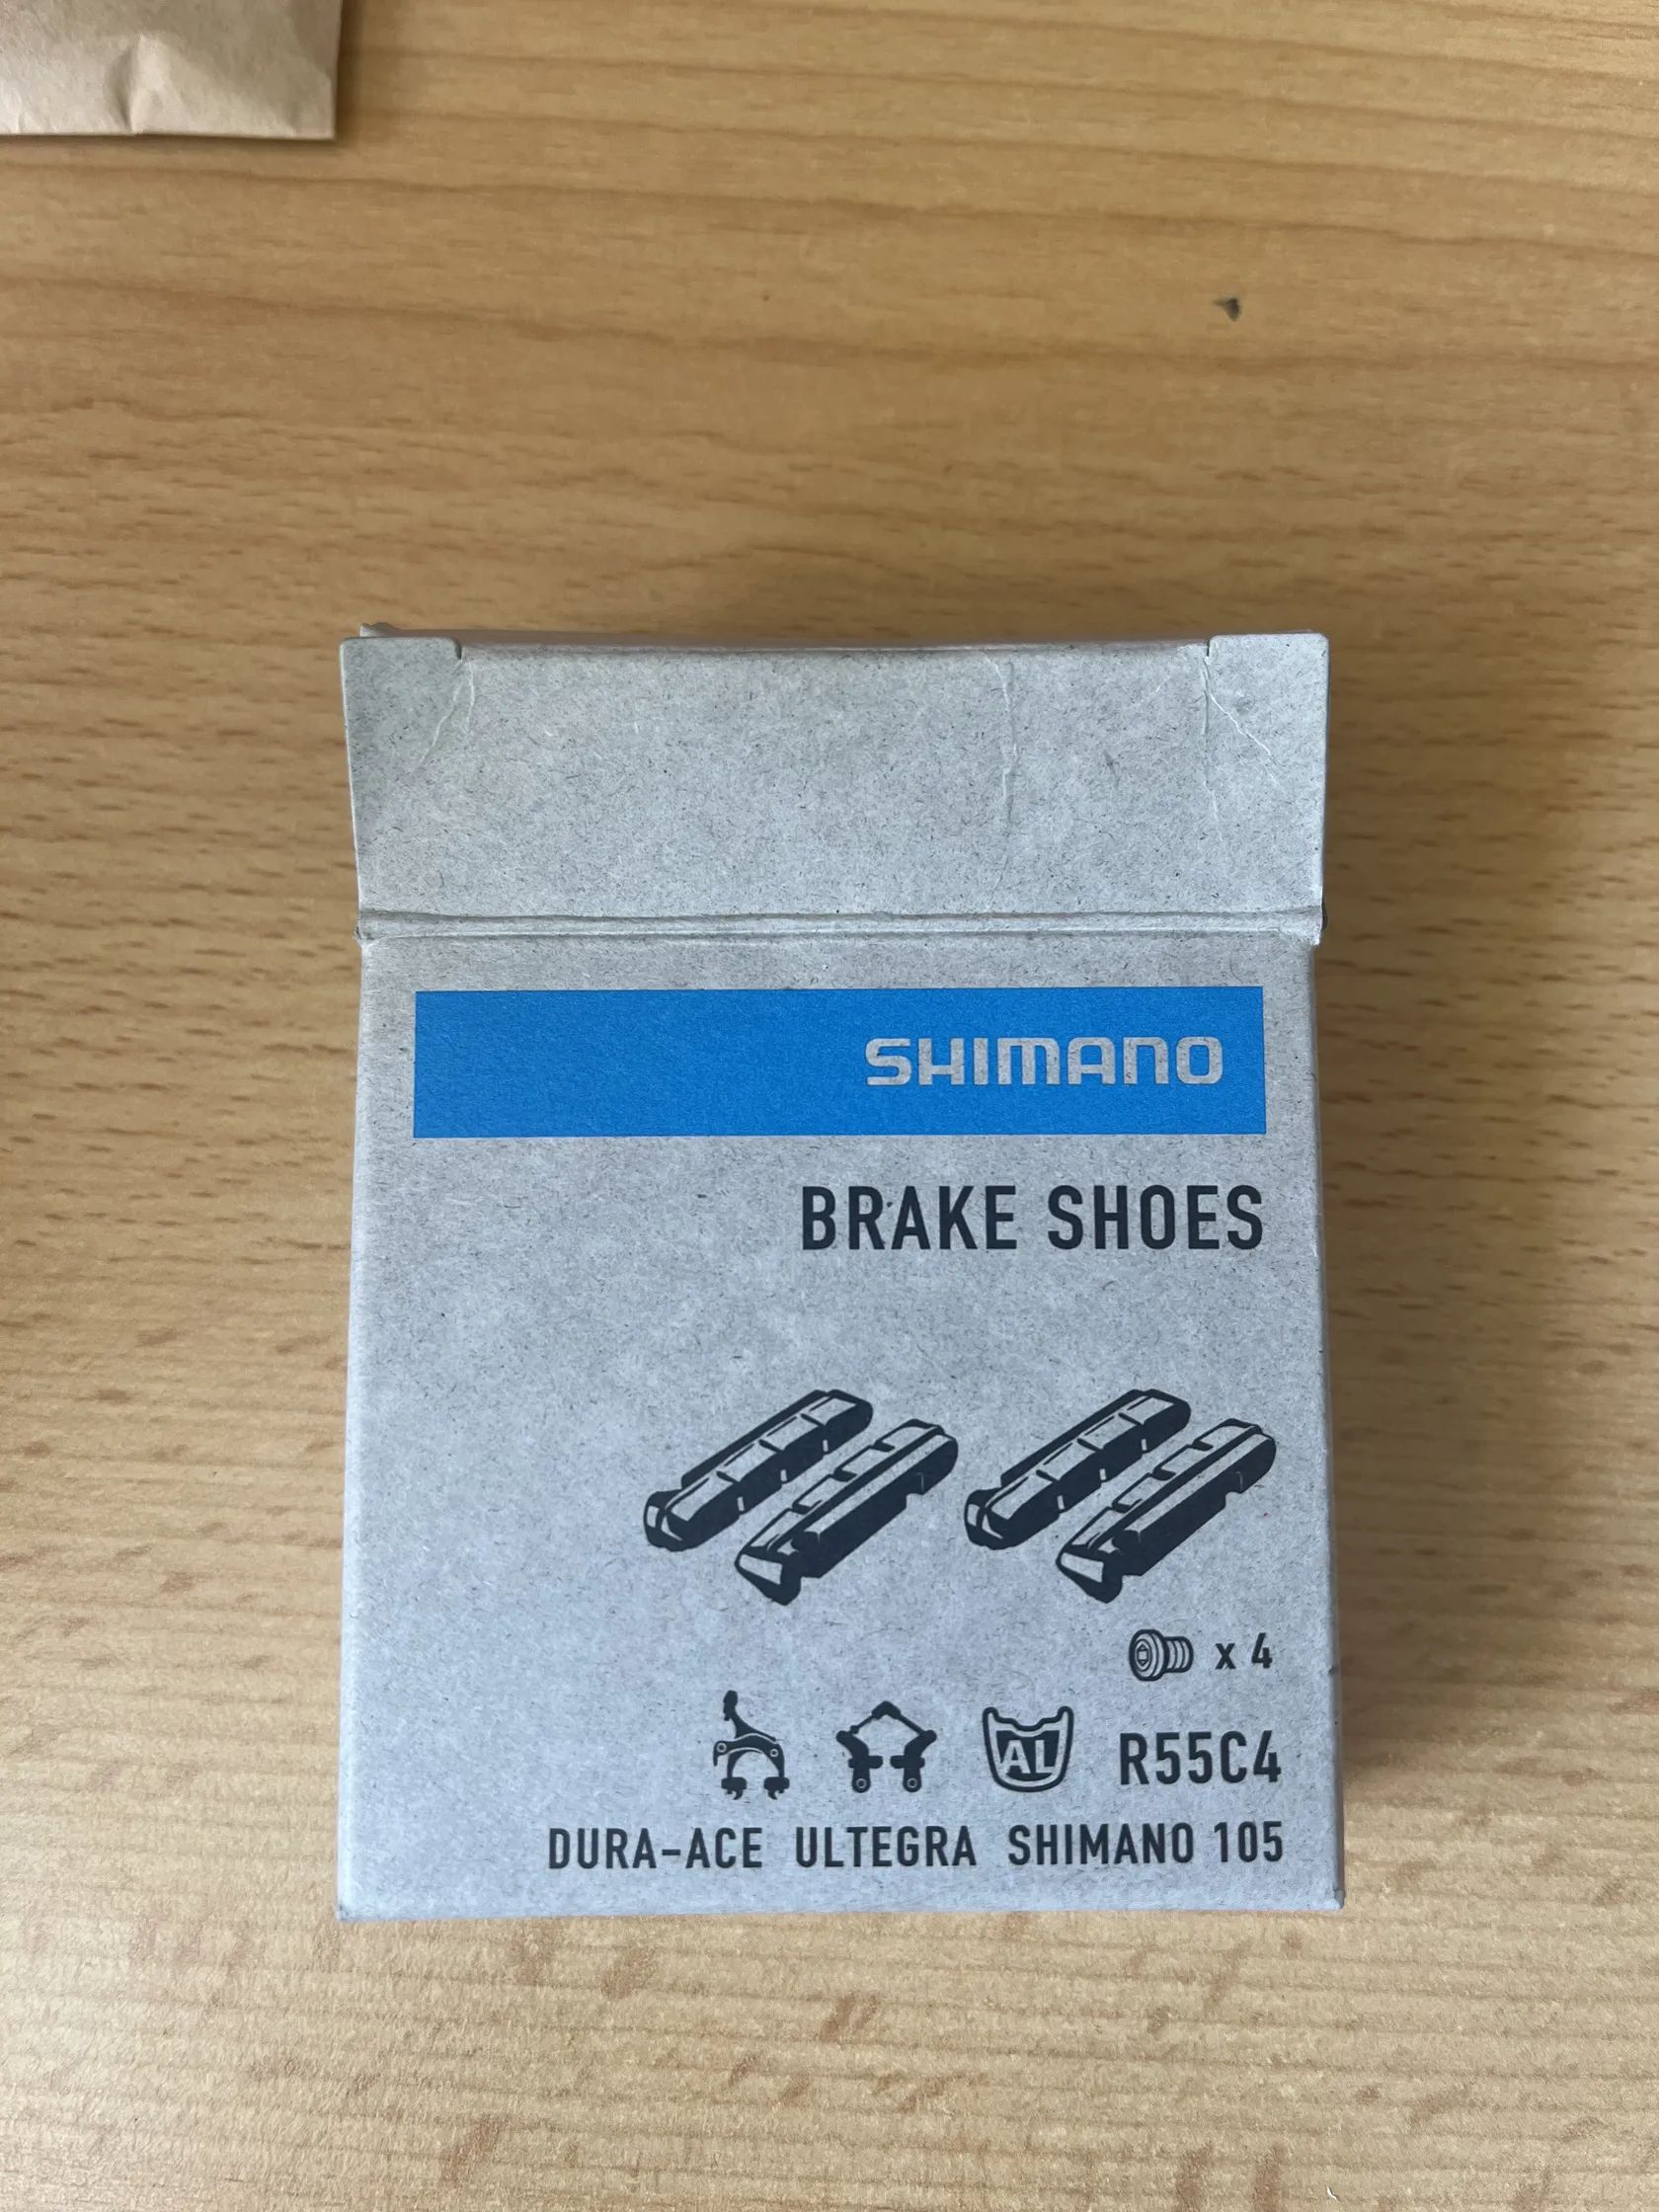 SHIMANO
BRAKE SHOES
x 4
AL R55C4
DURA-ACE ULTEGRA SHIMANO 105